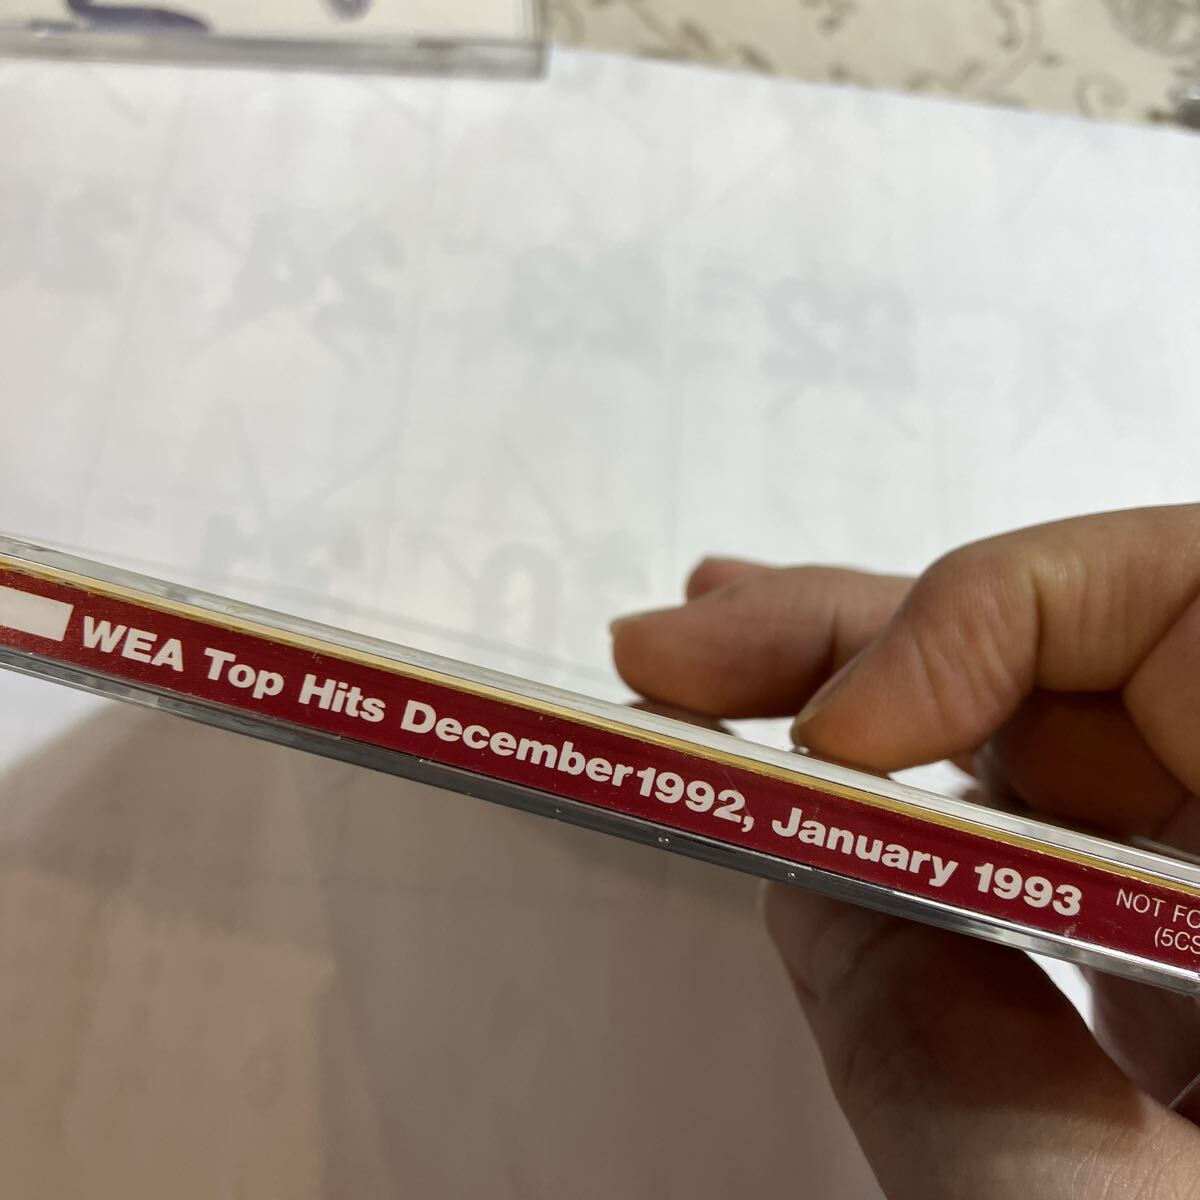 WEA Top Hits December1992, January 1993
NOT FO
(5CS